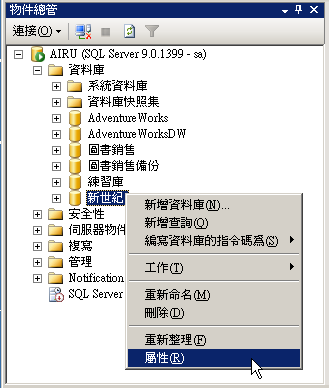 物件總管
連接(O)
AIRU (SQL Server 9.0.1399 - sa)
資料庫
系統資料庫
資料庫快照集
AdventureWorks
AdventureWorksDW
圖書銷售
圖書銷售備份
練習庫
新世紀
安全性
伺服器物件
複寫
管理
Notification
SQL Server
新增資料庫(N)...
新增查詢(Q)
編寫資料庫的指令碼為(S)
工作(T)
重新命名(M)
刪除(D)
重新整理(F)
屬性(R)